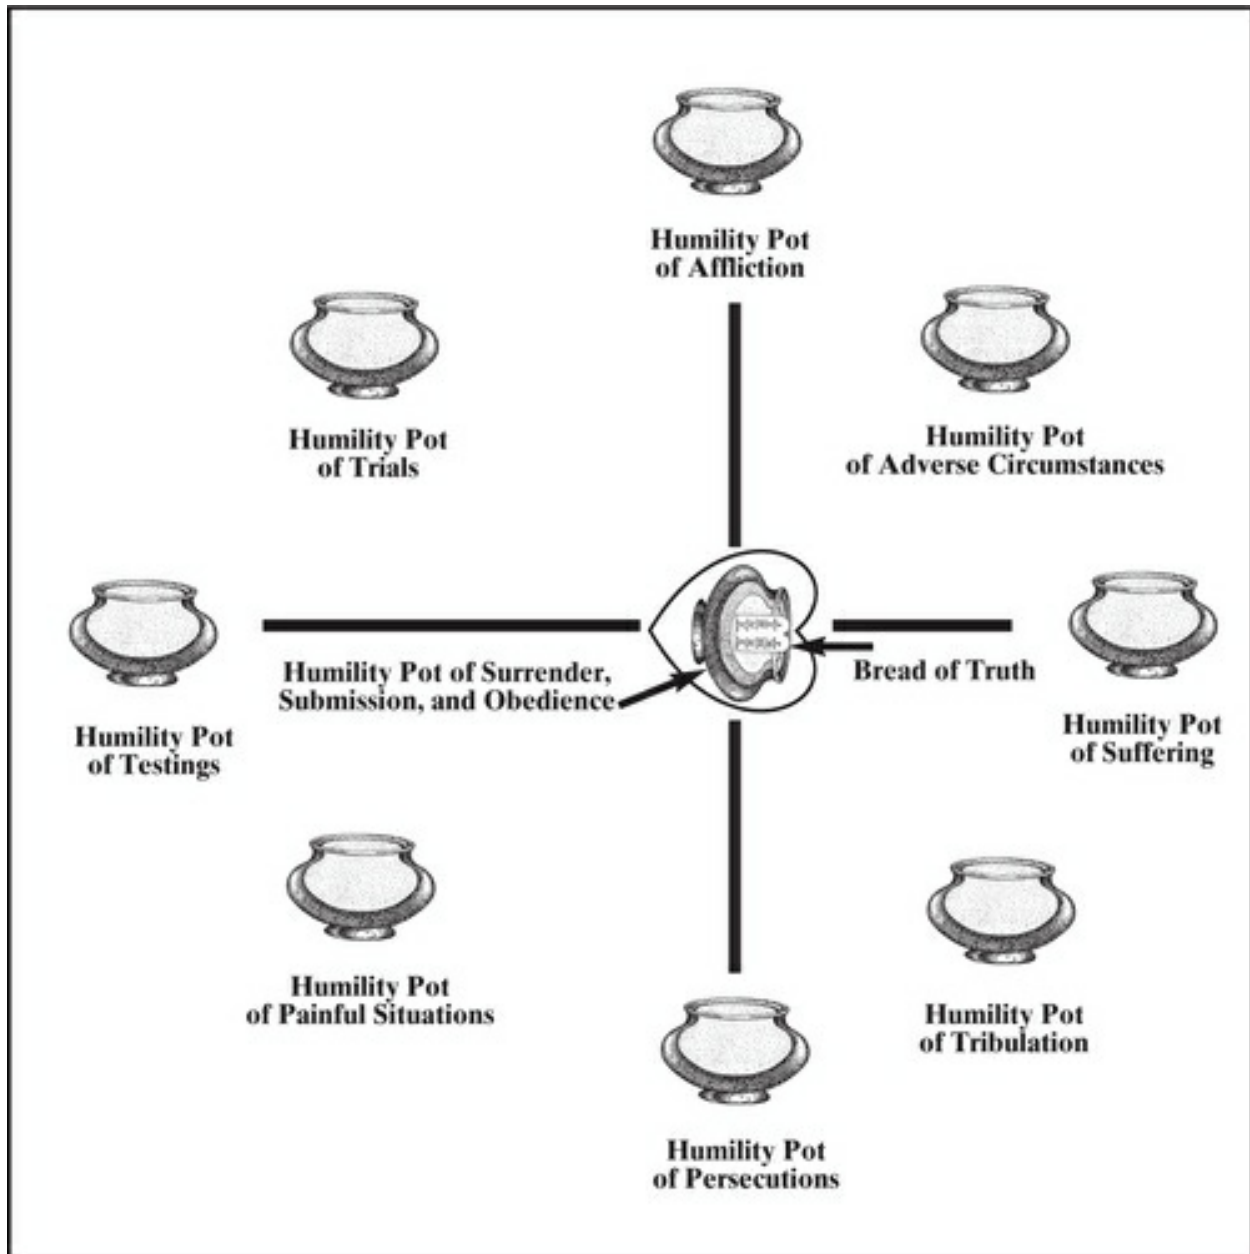 Humility Pot
of Affliction
Humility Pot
of Trials
Humility Pot
of Adverse Circumstances
Humility Pot of Surrender,
Submission, and Obedience
Bread of Truth
Humility Pot
of Testings
Humility Pot
of Suffering
Humility Pot
of Painful Situations
Humility Pot
of Tribulation
Humility Pot
of Persecutions